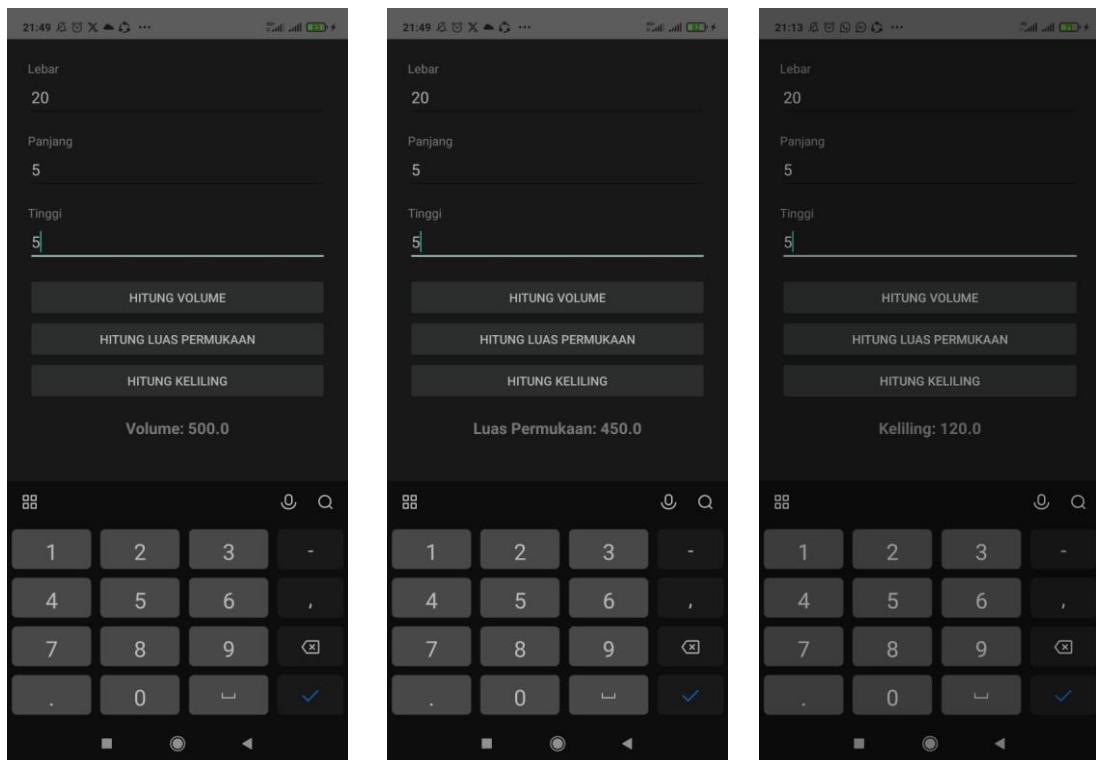 21:49
Lebar
20
Panjang
5
Tinggi
5
HITUNG VOLUME
HITUNG LUAS PERMUKAAN
HITUNG KELILING
Volume: 500.0
1 2 3 -
4 5 6 ,
7 8 9
. 0
21:49
Lebar
20
Panjang
5
Tinggi
5
HITUNG VOLUME
HITUNG LUAS PERMUKAAN
HITUNG KELILING
Luas Permukaan: 450.0
1 2 3 -
4 5 6 ,
7 8 9
. 0
21:13
Lebar
20
Panjang
5
Tinggi
5
HITUNG VOLUME
HITUNG LUAS PERMUKAAN
HITUNG KELILING
Keliling: 120.0
1 2 3 -
4 5 6 ,
7 8 9
. 0